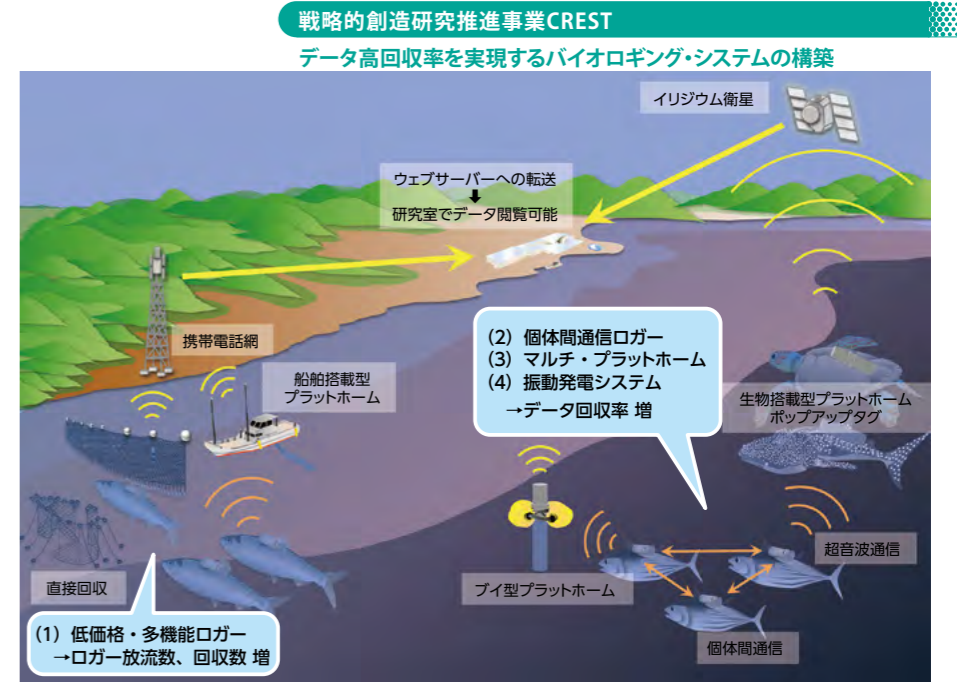 戦略的創造研究推進事業CREST
データ高回収率を実現するバイオロギング・システムの構築
イリジウム衛星
ウェブサーバーへの転送
⬇
研究室でデータ閲覧可能
携帯電話網
船舶搭載型
プラットホーム
(2) 個体間通信ロガー
(3) マルチ・プラットホーム
(4) 振動発電システム
→データ回収率 増
生物搭載型プラットホーム
ポップアップタグ
超音波通信
直接回収
ブイ型プラットホーム
(1) 低価格・多機能ロガー
→ロガー放流数、回収数 増
個体間通信